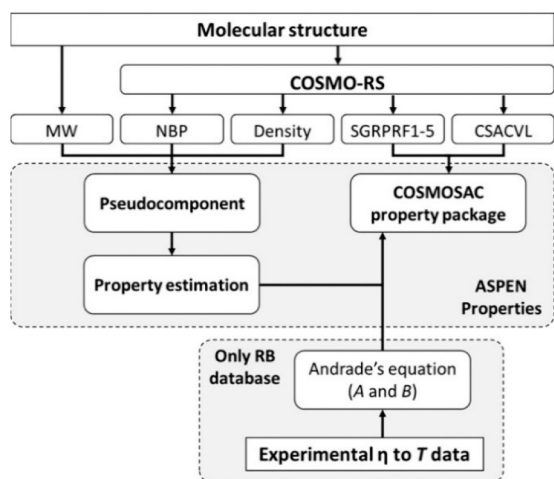 Molecular structure
COSMO-RS
MW
NBP
Density
SGRPRF1-5
CSACVL
Pseudocomponent
COSMOSAC
property package
Property estimation
ASPEN
Properties
Only RB
database
Andrade's equation
(A and B)
Experimental η to T data